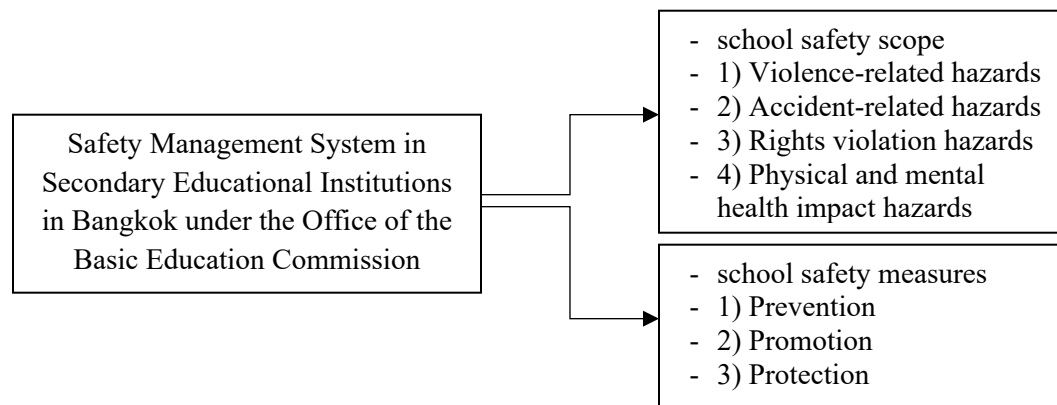 Safety Management System in
Secondary Educational Institutions
in Bangkok under the Office of the
Basic Education Commission
- school safety scope
- 1) Violence-related hazards
- 2) Accident-related hazards
- 3) Rights violation hazards
- 4) Physical and mental
health impact hazards
- school safety measures
- 1) Prevention
- 2) Promotion
- 3) Protection